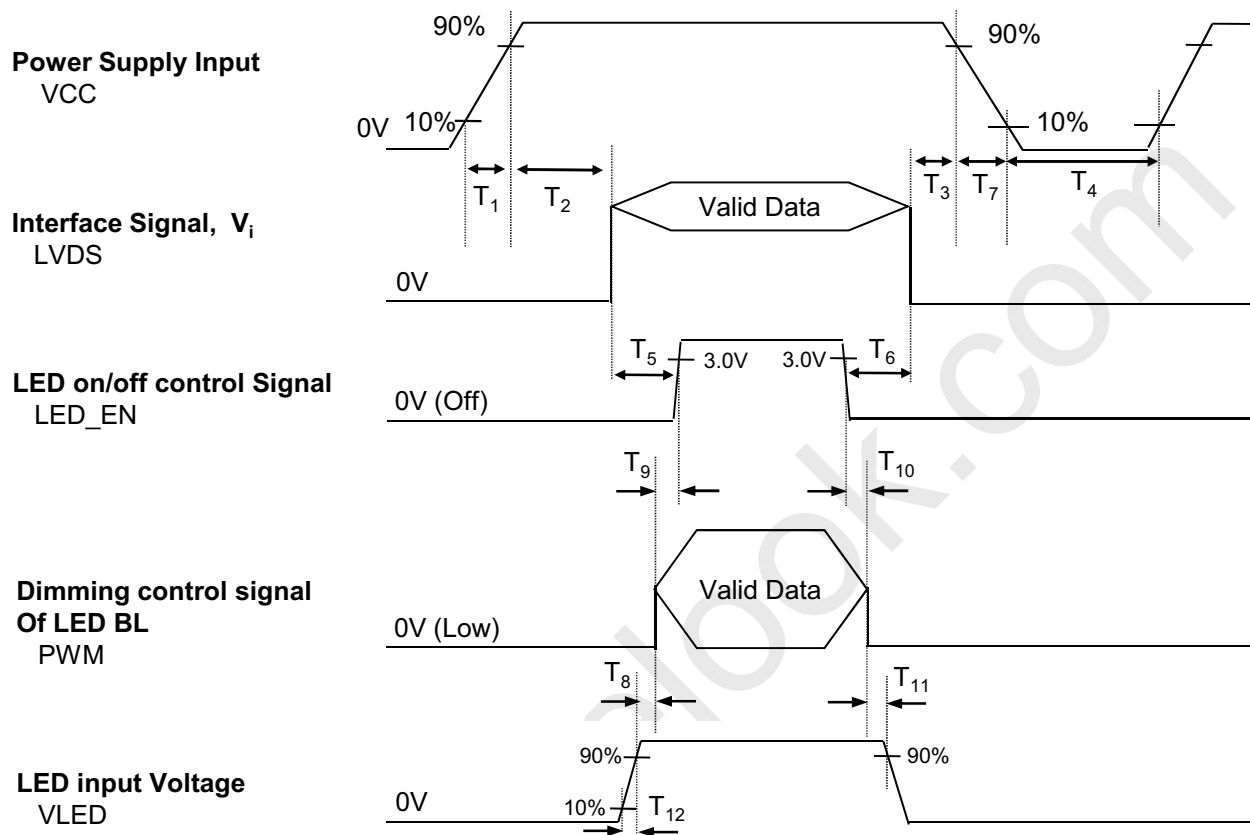 90%
90%
Power Supply Input
VCC
0V
10%
10%
T1
T2
T3
T7
T4
Interface Signal, Vi
LVDS
Valid Data
0V
T5
3.0V
3.0V
T6
LED on/off control Signal
LED_EN
0V (Off)
T9
T10
Dimming control signal
Of LED BL
PWM
Valid Data
0V (Low)
T8
T11
LED input Voltage
VLED
90%
90%
0V
10%
T12
look.com